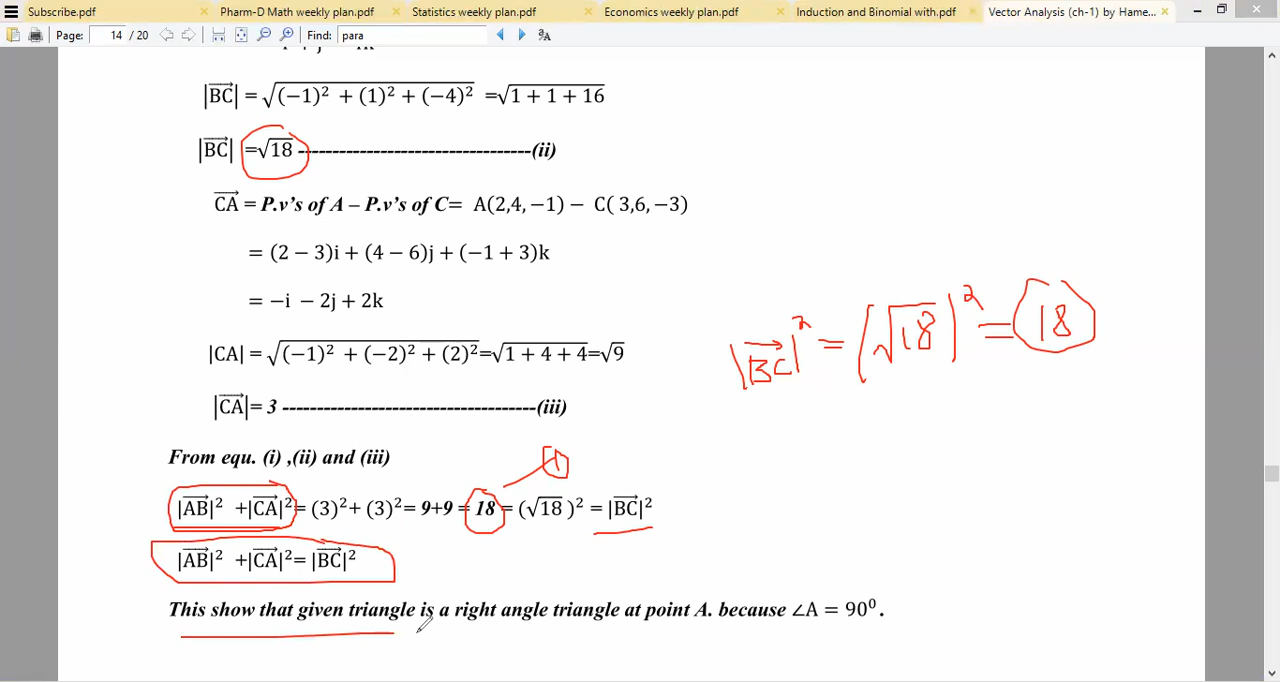 Subscribe.pdf × Pharm-D Math weekly plan.pdf × Statistics weekly plan.pdf × Economics weekly plan.pdf × Induction and Binomial with.pdf × Vector Analysis (ch-1) by Hame... ×
Page: 14 / 20 Find: para
|BC⃗| = √((−1)² + (1)² + (−4)²) = √(1 + 1 + 16)
|BC⃗| = √18 -----------------------------------(ii)
CA⃗ = P.v's of A – P.v's of C= A(2,4, −1) − C( 3,6, −3)
= (2 − 3)i + (4 − 6)j + (−1 + 3)k
= −i − 2j + 2k
|CA| = √((−1)² + (−2)² + (2)²)=√(1 + 4 + 4)=√9
|BC⃗|² = (√18)² = 18
|CA⃗|= 3 -------------------------------------(iii)
From equ. (i) ,(ii) and (iii)
1
|AB⃗|² +|CA⃗|²= (3)²+ (3)²= 9+9 = 18 = (√18 )² = |BC⃗|²
|AB⃗|² +|CA⃗|²= |BC⃗|²
This show that given triangle is a right angle triangle at point A. because ∠A = 90⁰.